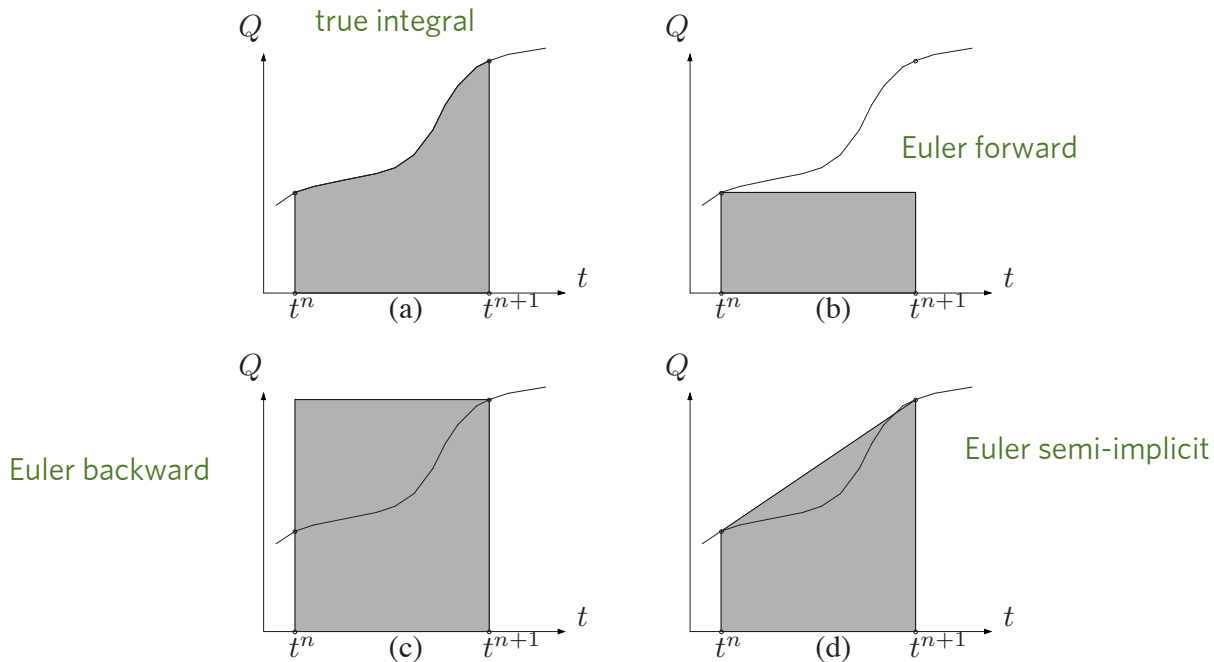 true integral
Q
t
t^n
(a)
t^{n+1}
Q
Euler forward
t
t^n
(b)
t^{n+1}
Q
Euler backward
t
t^n
(c)
t^{n+1}
Q
Euler semi-implicit
t
t^n
(d)
t^{n+1}